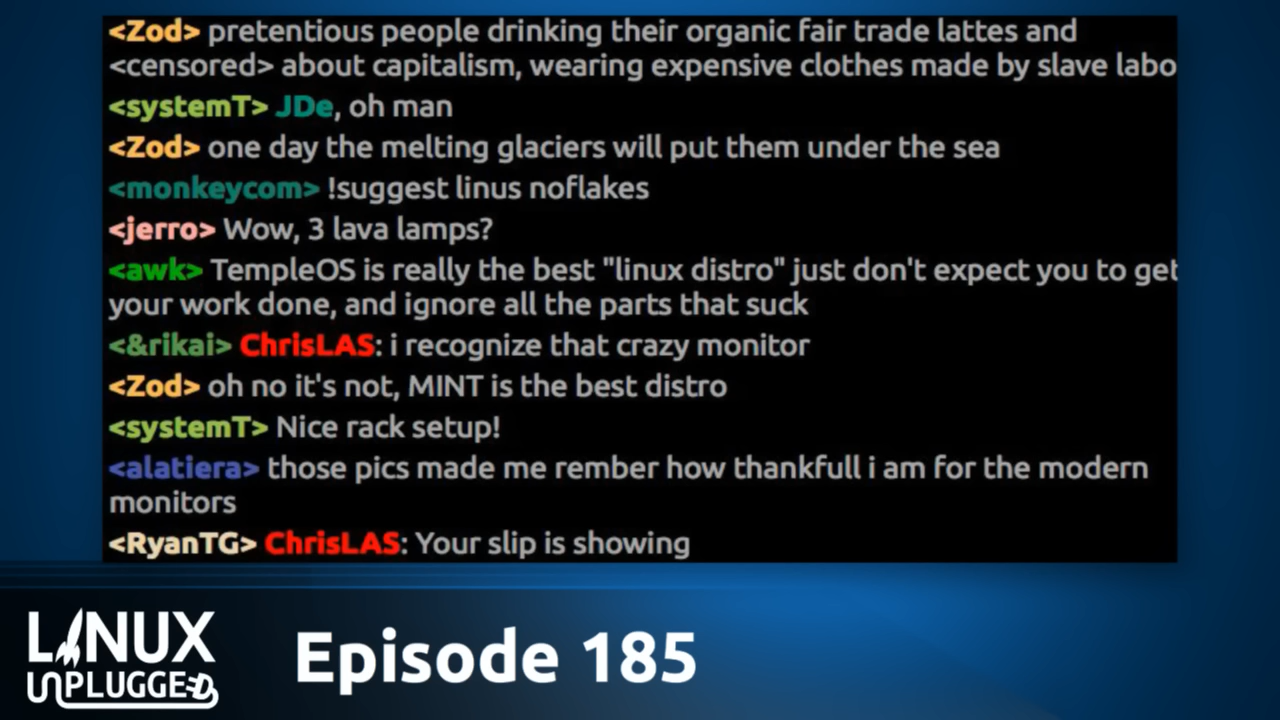 <Zod> pretentious people drinking their organic fair trade lattes and
<censored> about capitalism, wearing expensive clothes made by slave labo
<systemT> JDe, oh man
<Zod> one day the melting glaciers will put them under the sea
<monkeycom> !suggest linus noflakes
<jerro> Wow, 3 lava lamps?
<awk> TempleOS is really the best "linux distro" just don't expect you to get
your work done, and ignore all the parts that suck
<&rikai> ChrisLAS: i recognize that crazy monitor
<Zod> oh no it's not, MINT is the best distro
<systemT> Nice rack setup!
<alatiera> those pics made me rember how thankfull i am for the modern
monitors
<RyanTG> ChrisLAS: Your slip is showing
LINUX
UNPLUGGED
Episode 185